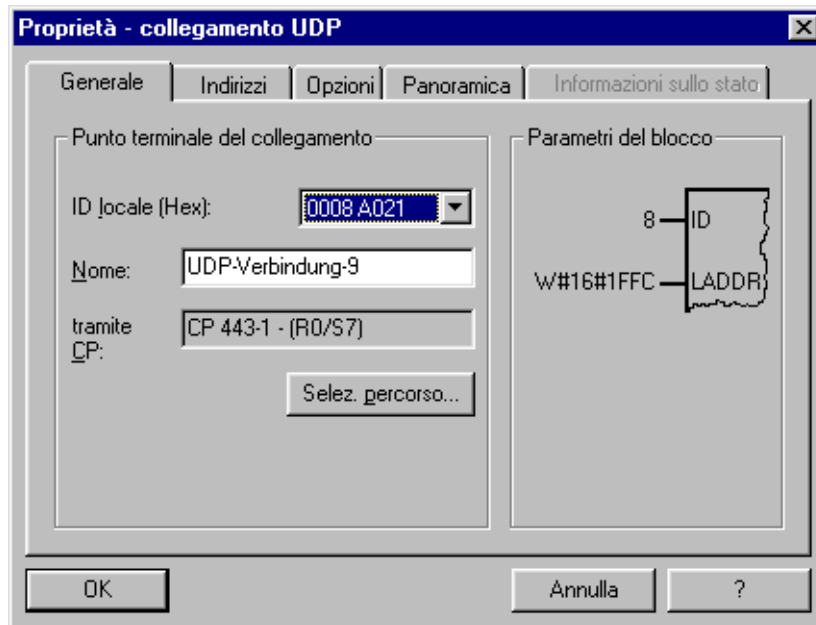 Proprietà - collegamento UDP
Generale Indirizzi Opzioni Panoramica Informazioni sullo stato
Punto terminale del collegamento
ID locale (Hex): 0008 A021
Nome: UDP-Verbindung-9
tramite CP: CP 443-1 - (R0/S7)
Selez. percorso...
Parametri del blocco
8 ID
W#16#1FFC LADDR
OK Annulla ?